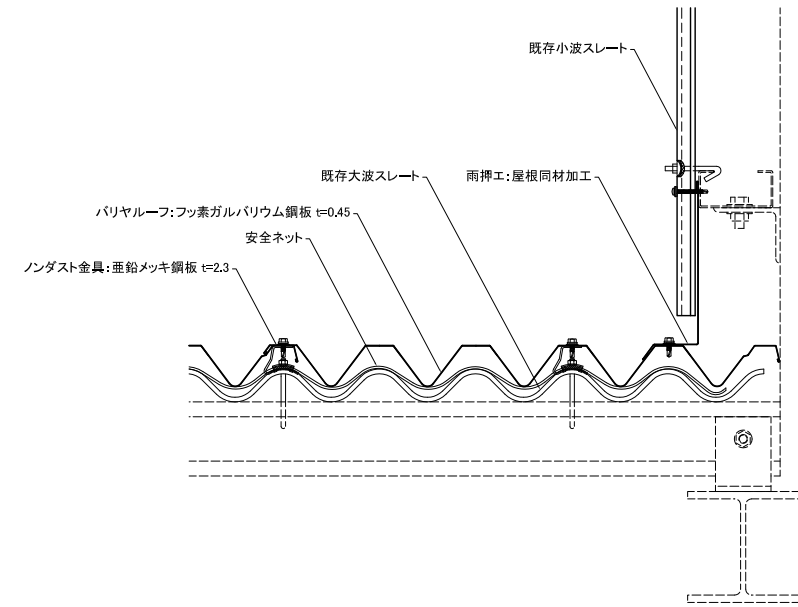 既存小波スレート
既存大波スレート
雨押エ:屋根同材加工
バリヤルーフ:フッ素ガルバリウム鋼板 t=0.45
安全ネット
ノンダスト金具:亜鉛メッキ鋼板 t=2.3